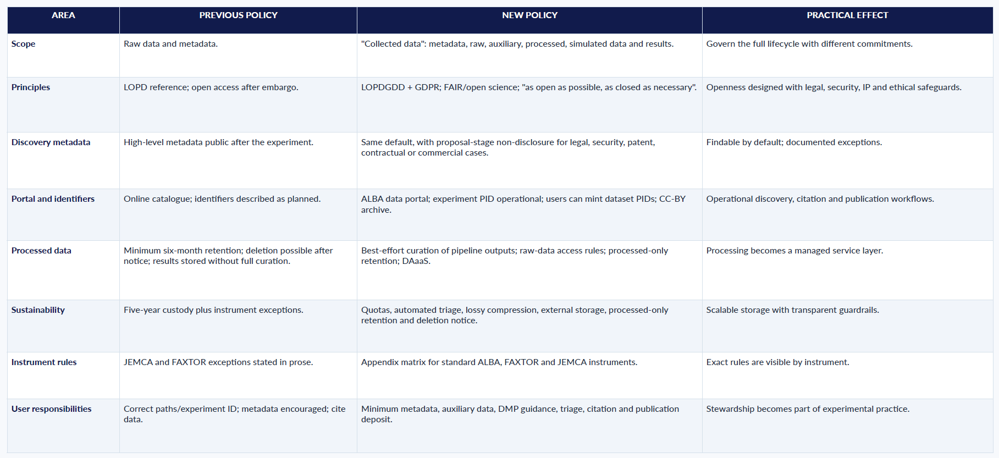 AREA
PREVIOUS POLICY
NEW POLICY
PRACTICAL EFFECT
Scope
Raw data and metadata.
"Collected data": metadata, raw, auxiliary, processed, simulated data and results.
Govern the full lifecycle with different commitments.
Principles
LOPD reference; open access after embargo.
LOPDGDD + GDPR; FAIR/open science; "as open as possible, as closed as necessary".
Openness designed with legal, security, IP and ethical safeguards.
Discovery metadata
High-level metadata public after the experiment.
Same default, with proposal-stage non-disclosure for legal, security, patent,
contractual or commercial cases.
Findable by default; documented exceptions.
Portal and identifiers
Online catalogue; identifiers described as planned.
ALBA data portal; experiment PID operational; users can mint dataset PIDs; CC-BY
archive.
Operational discovery, citation and publication workflows.
Processed data
Minimum six-month retention; deletion possible after
notice; results stored without full curation.
Best-effort curation of pipeline outputs; raw-data access rules; processed-only
retention; DAaaS.
Processing becomes a managed service layer.
Sustainability
Five-year custody plus instrument exceptions.
Quotas, automated triage, lossy compression, external storage, processed-only
retention and deletion notice.
Scalable storage with transparent guardrails.
Instrument rules
JEMCA and FAXTOR exceptions stated in prose.
Appendix matrix for standard ALBA, FAXTOR and JEMCA instruments.
Exact rules are visible by instrument.
User responsibilities
Correct paths/experiment ID; metadata encouraged; cite
data.
Minimum metadata, auxiliary data, DMP guidance, triage, citation and publication
deposit.
Stewardship becomes part of experimental practice.